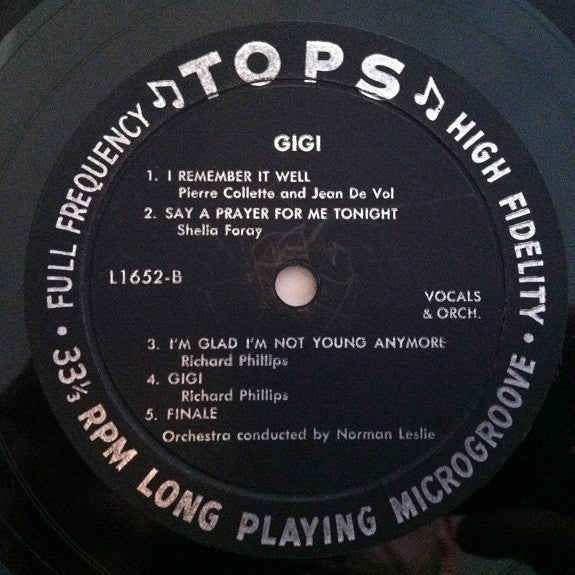 TOPS
FULL FREQUENCY
HIGH FIDELITY
33⅓ RPM LONG PLAYING MICROGROOVE
GIGI
1. I REMEMBER IT WELL
Pierre Collette and Jean De Vol
2. SAY A PRAYER FOR ME TONIGHT
Shelia Foray
L1652-B
VOCALS
& ORCH.
3. I'M GLAD I'M NOT YOUNG ANYMORE
Richard Phillips
4. GIGI
Richard Phillips
5. FINALE
Orchestra conducted by Norman Leslie